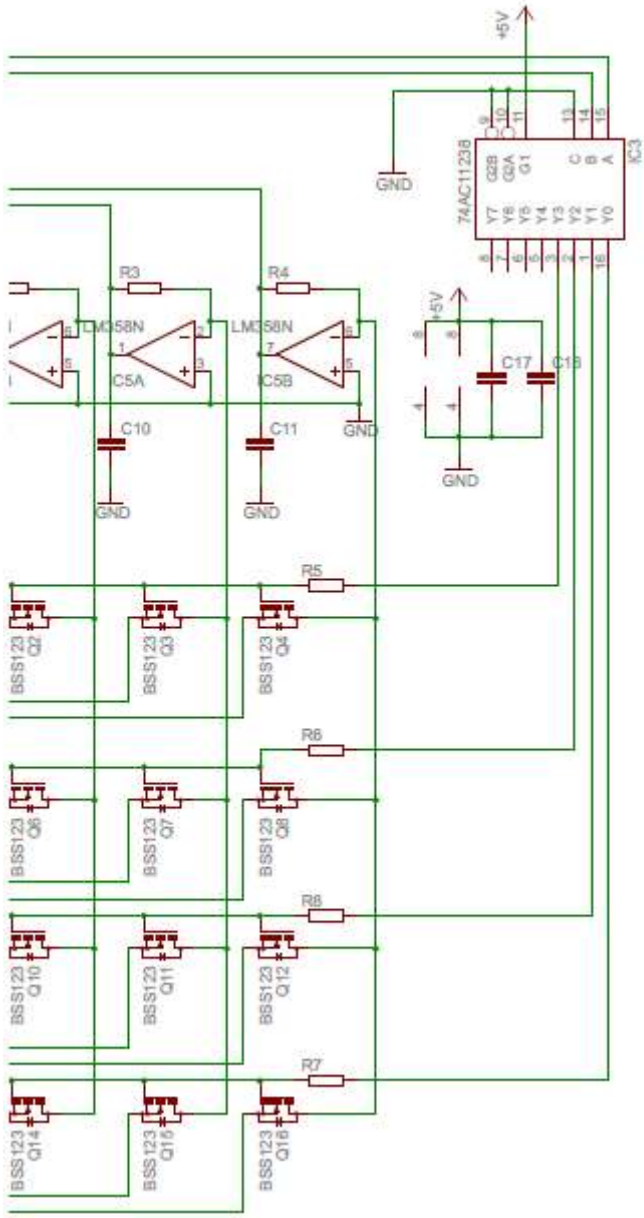 +5V
9
10
11
13
14
15
G2B
G2A
G1
C
B
A
IC3
74AC11238
GND
Y7
Y6
Y5
Y4
Y3
Y2
Y1
Y0
8
7
6
5
3
2
1
16
R3
R4
+5V
LM358N
LM358N
6
5
1
2
3
7
6
5
IC5A
IC5B
8
8
C17
C18
4
4
C10
C11
GND
GND
GND
GND
R5
BSS123
Q2
BSS123
Q3
BSS123
Q4
R6
BSS123
Q6
BSS123
Q7
BSS123
Q8
R8
BSS123
Q10
BSS123
Q11
BSS123
Q12
R7
BSS123
Q14
BSS123
Q15
BSS123
Q16